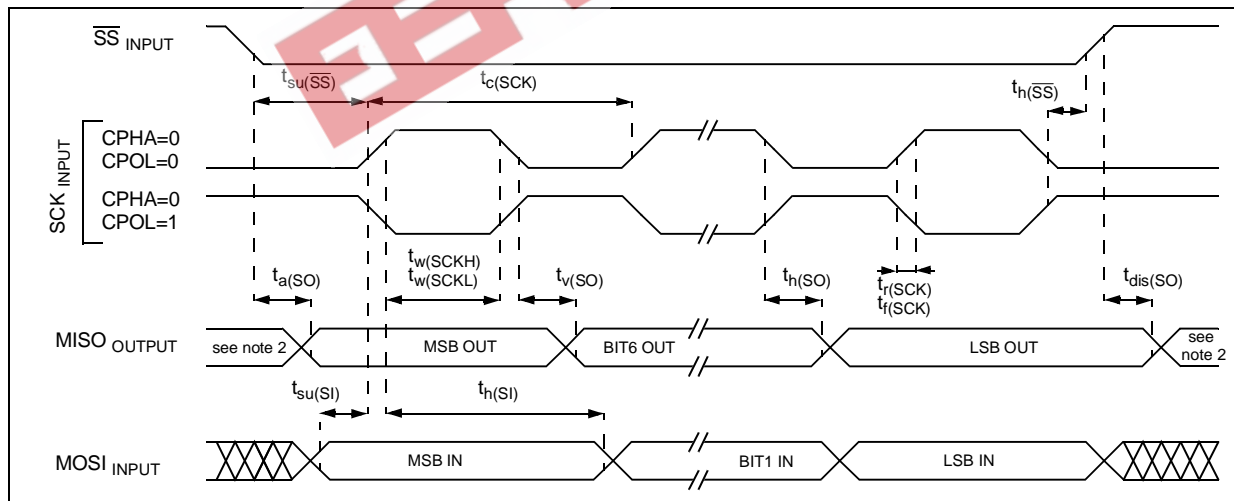 SS INPUT
tsu(SS)
tc(SCK)
th(SS)
SCK INPUT
CPHA=0
CPOL=0
CPHA=0
CPOL=1
ta(SO)
tw(SCKH)
tw(SCKL)
tv(SO)
th(SO)
tr(SCK)
tf(SCK)
tdis(SO)
MISO OUTPUT
see note 2
MSB OUT
BIT6 OUT
LSB OUT
see
note 2
tsu(SI)
th(SI)
MOSI INPUT
MSB IN
BIT1 IN
LSB IN